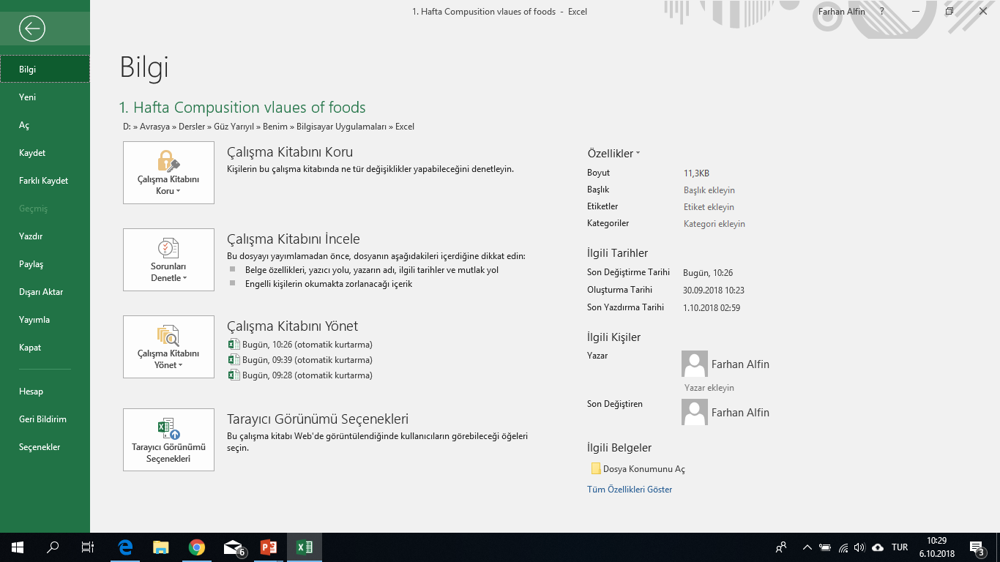 1. Hafta Compusition vlaues of foods - Excel
Farhan Alfin
?
Bilgi
Yeni
Aç
Kaydet
Farklı Kaydet
Geçmiş
Yazdır
Paylaş
Dışarı Aktar
Yayımla
Kapat
Hesap
Geri Bildirim
Seçenekler
Bilgi
1. Hafta Compusition vlaues of foods
D: » Avrasya » Dersler » Güz Yarıyıl » Benim » Bilgisayar Uygulamaları » Excel
Çalışma Kitabını
Koru
Çalışma Kitabını Koru
Kişilerin bu çalışma kitabında ne tür değişiklikler yapabileceğini denetleyin.
Sorunları
Denetle
Çalışma Kitabını İncele
Bu dosyayı yayımlamadan önce, dosyanın aşağıdakileri içerdiğine dikkat edin:
Belge özellikleri, yazıcı yolu, yazarın adı, ilgili tarihler ve mutlak yol
Engelli kişilerin okumakta zorlanacağı içerik
Çalışma Kitabını
Yönet
Çalışma Kitabını Yönet
Bugün, 10:26 (otomatik kurtarma)
Bugün, 09:39 (otomatik kurtarma)
Bugün, 09:28 (otomatik kurtarma)
Tarayıcı Görünümü
Seçenekleri
Tarayıcı Görünümü Seçenekleri
Bu çalışma kitabı Web'de görüntülendiğinde kullanıcıların görebileceği öğeleri
seçin.
Özellikler
Boyut 11,3KB
Başlık Başlık ekleyin
Etiketler Etiket ekleyin
Kategoriler Kategori ekleyin
İlgili Tarihler
Son Değiştirme Tarihi Bugün, 10:26
Oluşturma Tarihi 30.09.2018 10:23
Son Yazdırma Tarihi 1.10.2018 02:59
İlgili Kişiler
Yazar Farhan Alfin
Yazar ekleyin
Son Değiştiren Farhan Alfin
İlgili Belgeler
Dosya Konumunu Aç
Tüm Özellikleri Göster
6
TUR
10:29
6.10.2018
3